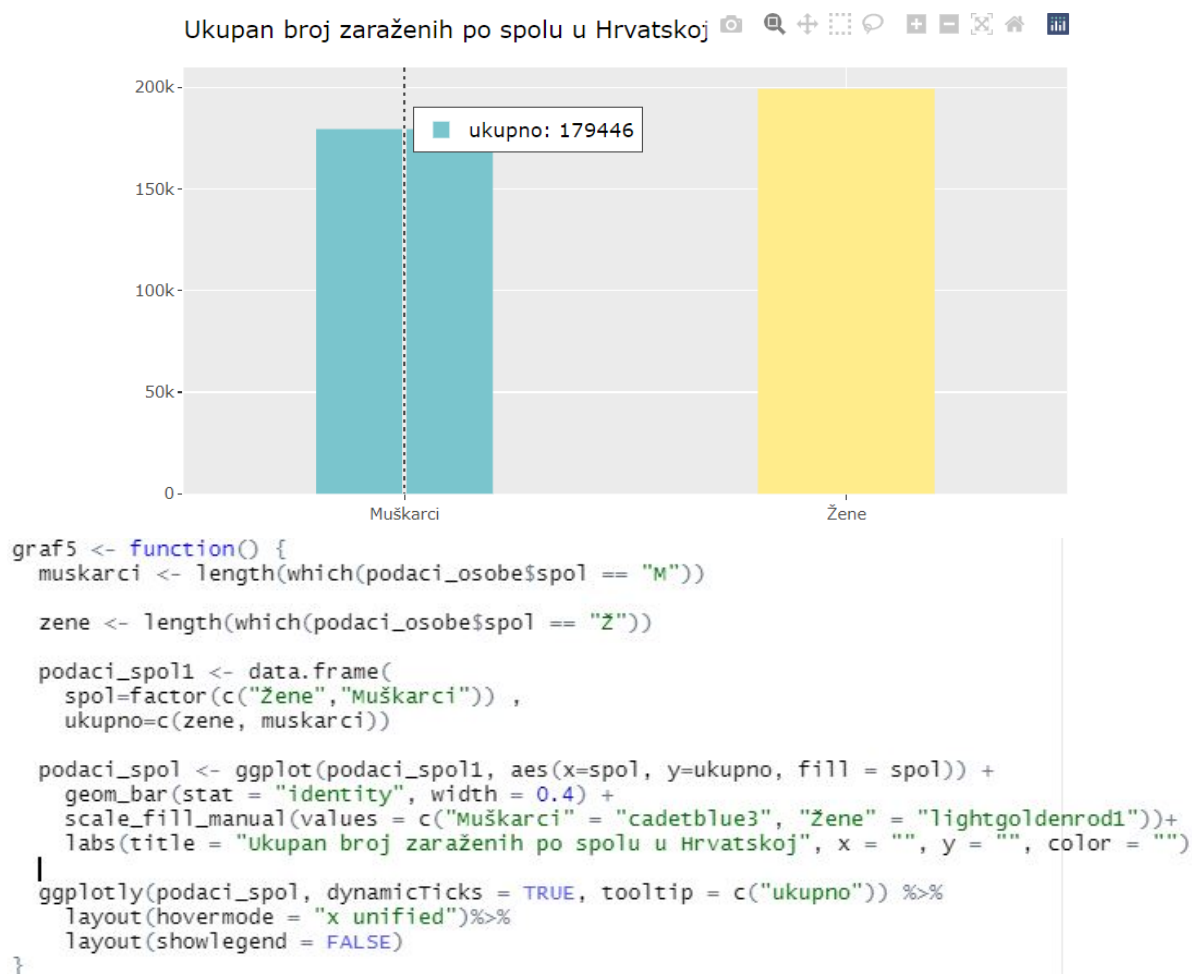 Ukupan broj zaraženih po spolu u Hrvatskoj
200k
ukupno: 179446
150k
100k
50k
0
Muškarci Žene
graf5 <- function() {
muskarci <- length(which(podaci_osobe$spol == "M"))
zene <- length(which(podaci_osobe$spol == "Ž"))
podaci_spol1 <- data.frame(
spol=factor(c("Žene","Muškarci")) ,
ukupno=c(zene, muskarci))
podaci_spol <- ggplot(podaci_spol1, aes(x=spol, y=ukupno, fill = spol)) +
geom_bar(stat = "identity", width = 0.4) +
scale_fill_manual(values = c("Muškarci" = "cadetblue3", "Žene" = "lightgoldenrod1"))+
labs(title = "Ukupan broj zaraženih po spolu u Hrvatskoj", x = "", y = "", color = "")
ggplotly(podaci_spol, dynamicTicks = TRUE, tooltip = c("ukupno")) %>%
layout(hovermode = "x unified")%>%
layout(showlegend = FALSE)
}